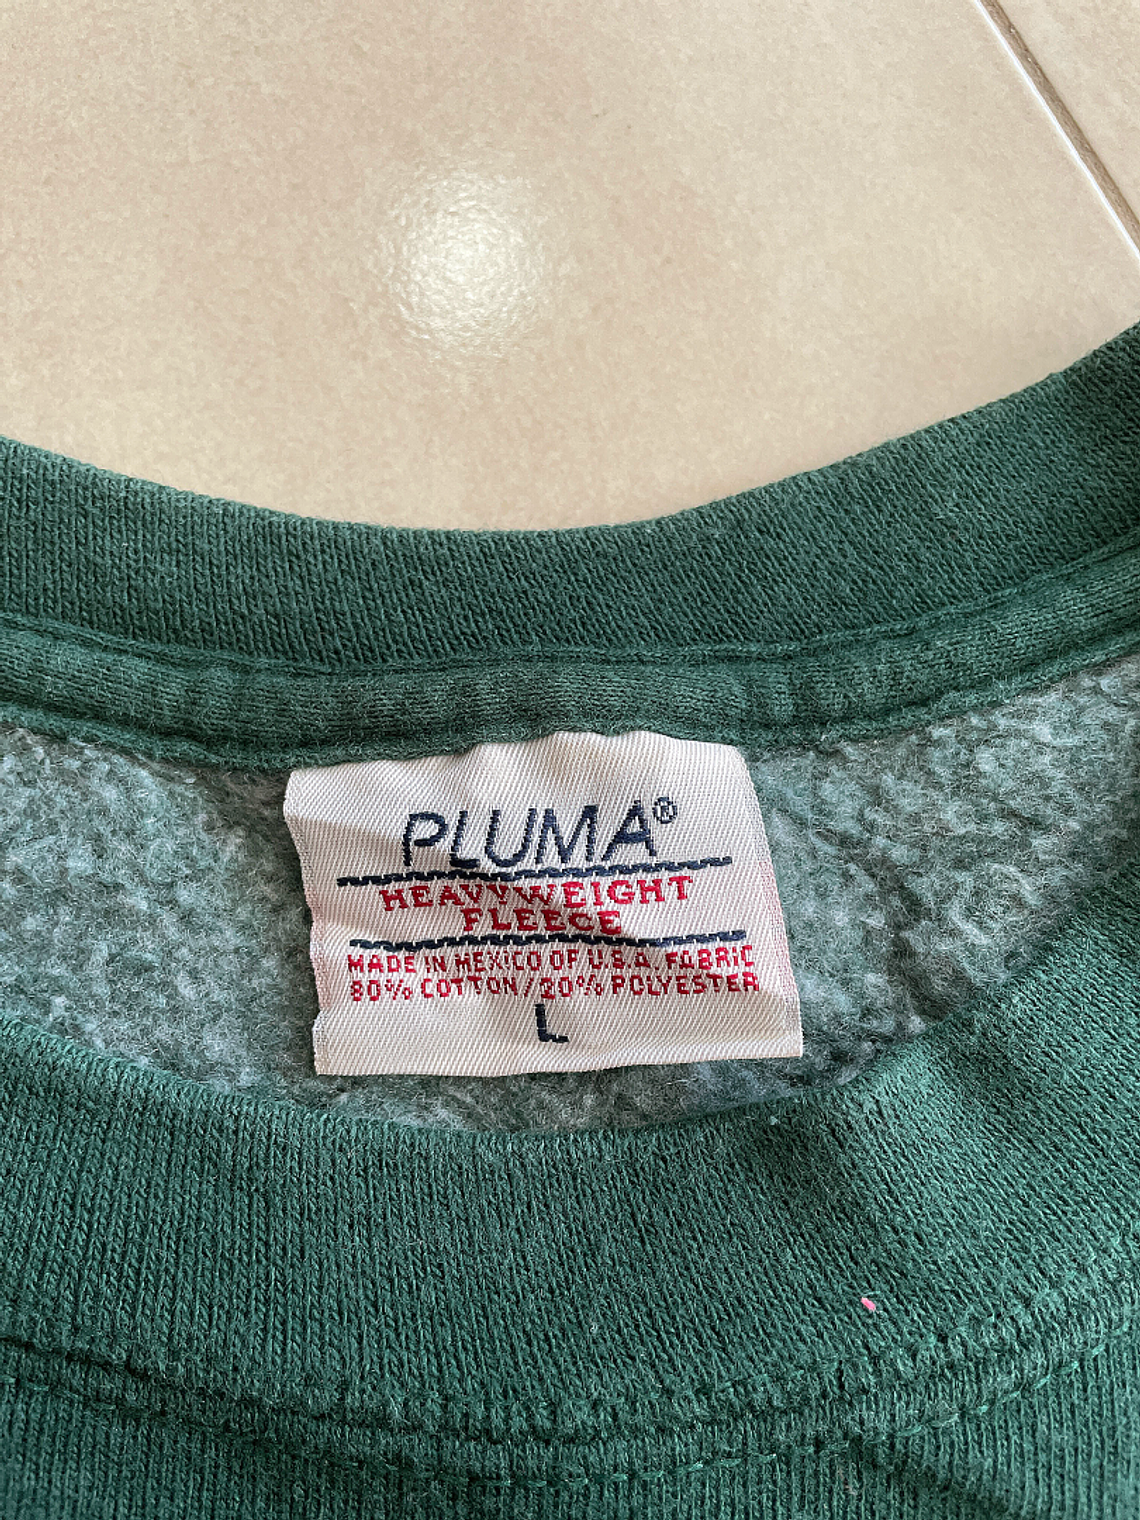 PLUMA®
HEAVYWEIGHT
FLEECE
MADE IN MEXICO OF U.S.A. FABRIC
80% COTTON/20% POLYESTER
L